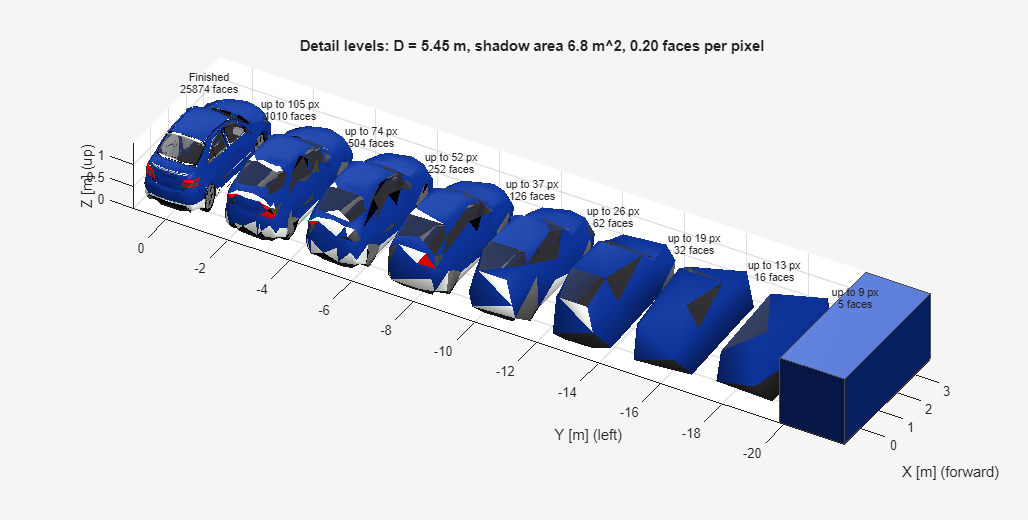 Detail levels: D = 5.45 m, shadow area 6.8 m^2, 0.20 faces per pixel
Finished
25874 faces
up to 105 px
1010 faces
up to 74 px
504 faces
up to 52 px
252 faces
up to 37 px
126 faces
up to 26 px
62 faces
up to 19 px
32 faces
up to 13 px
16 faces
up to 9 px
5 faces
Z [m] (up)
1
0.5
0
0
-2
-4
-6
-8
-10
-12
-14
-16
-18
-20
Y [m] (left)
3
2
1
0
X [m] (forward)